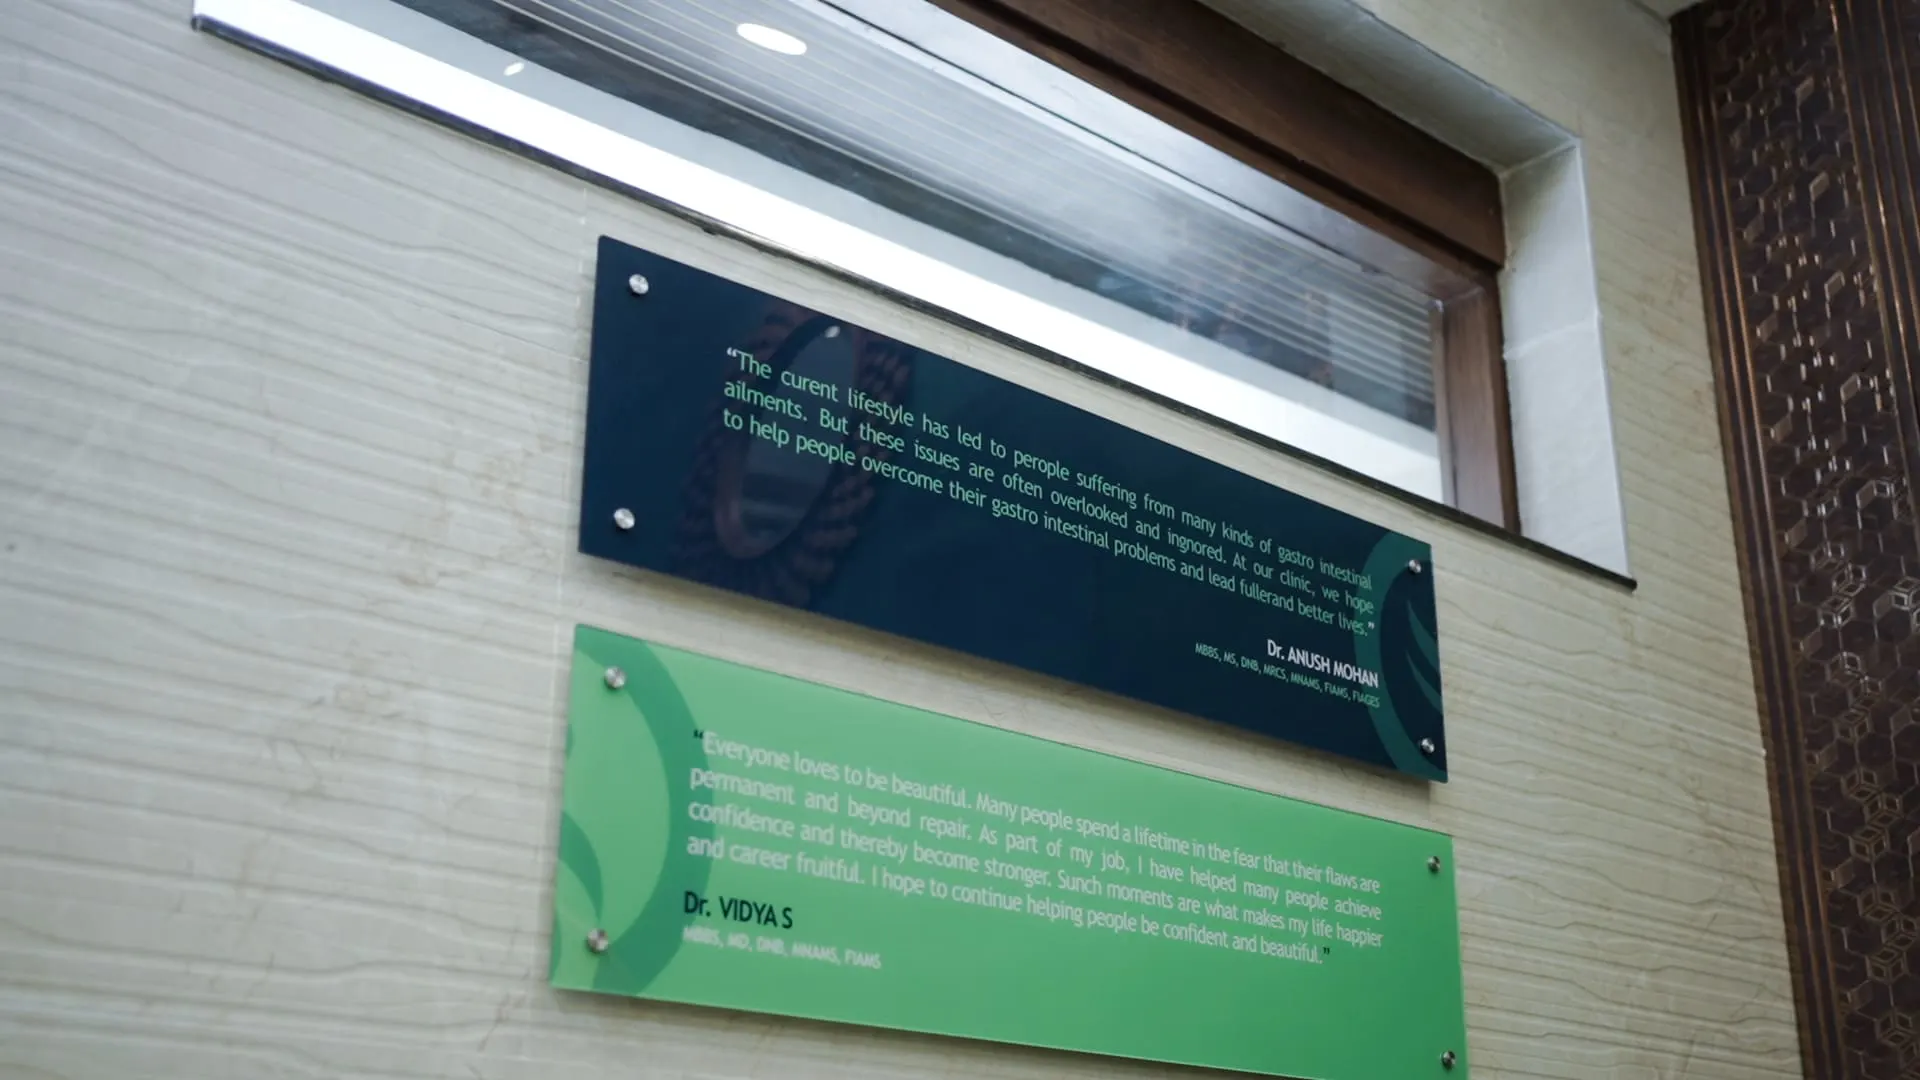 “The curent lifestyle has led to perople suffering from many kinds of gastro intestinal
ailments. But these issues are often overlooked and ingnored. At our clinic, we hope
to help people overcome their gastro intestinal problems and lead fullerand better lives.”
Dr. ANUSH MOHAN
MBBS, MS, DNB, MRCS, MNAMS, FIAMS, FIAGES
“Everyone loves to be beautiful. Many people spend a lifetime in the fear that their flaws are
permanent and beyond repair. As part of my job, I have helped many people achieve
confidence and thereby become stronger. Sunch moments are what makes my life happier
and career fruitful. I hope to continue helping people be confident and beautiful.”
Dr. VIDYA S
MBBS, MD, DNB, MNAMS, FIAMS